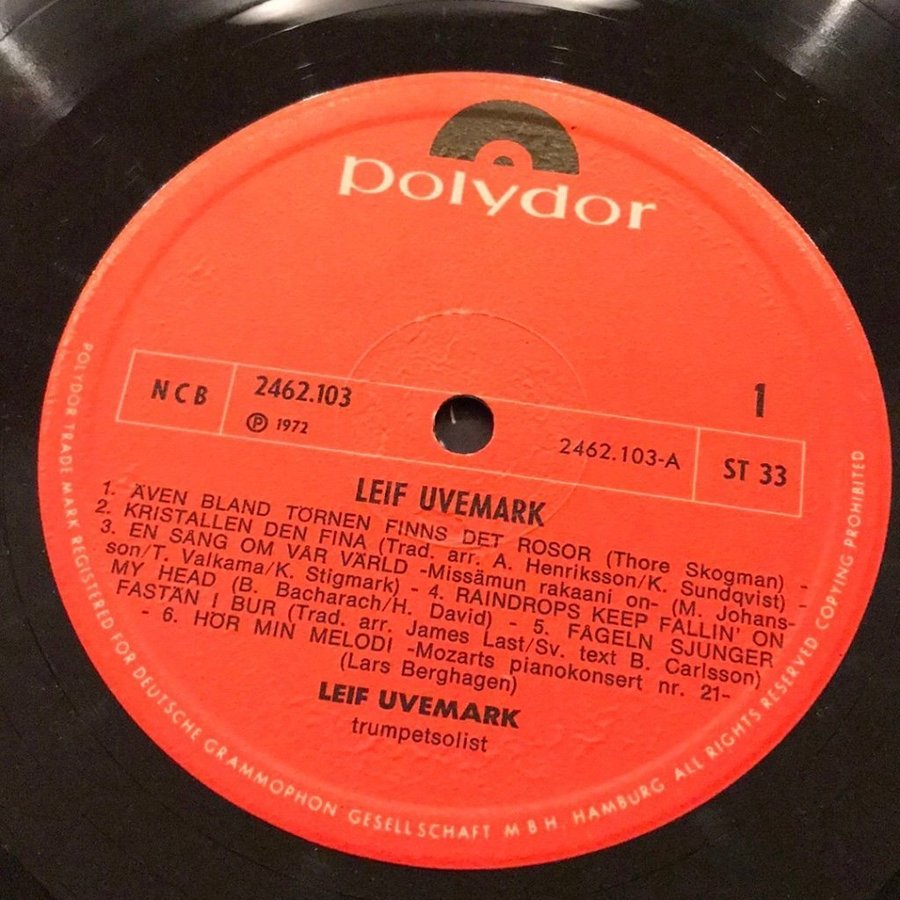 polydor
NCB
2462.103
℗ 1972
1
2462.103-A
ST 33
LEIF UVEMARK
1. ÄVEN BLAND TÖRNEN FINNS DET ROSOR (Thore Skogman) -
2. KRISTALLEN DEN FINA (Trad. arr. A. Henriksson/K. Sundqvist) -
3. EN SÅNG OM VÅR VÄRLD -Missämun rakaani on- (M. Johans-
son/T. Valkama/K. Stigmark) - 4. RAINDROPS KEEP FALLIN' ON
MY HEAD (B. Bacharach/H. David) - 5. FÅGELN SJUNGER
FASTÄN I BUR (Trad. arr. James Last/Sv. text B. Carlsson)
- 6. HÖR MIN MELODI -Mozarts pianokonsert nr. 21-
(Lars Berghagen)
LEIF UVEMARK
trumpetsolist
POLYDOR TRADE MARK REGISTERED FOR DEUTSCHE GRAMMOPHON GESELLSCHAFT M B H, HAMBURG ALL RIGHTS RESERVED COPYING PROHIBITED